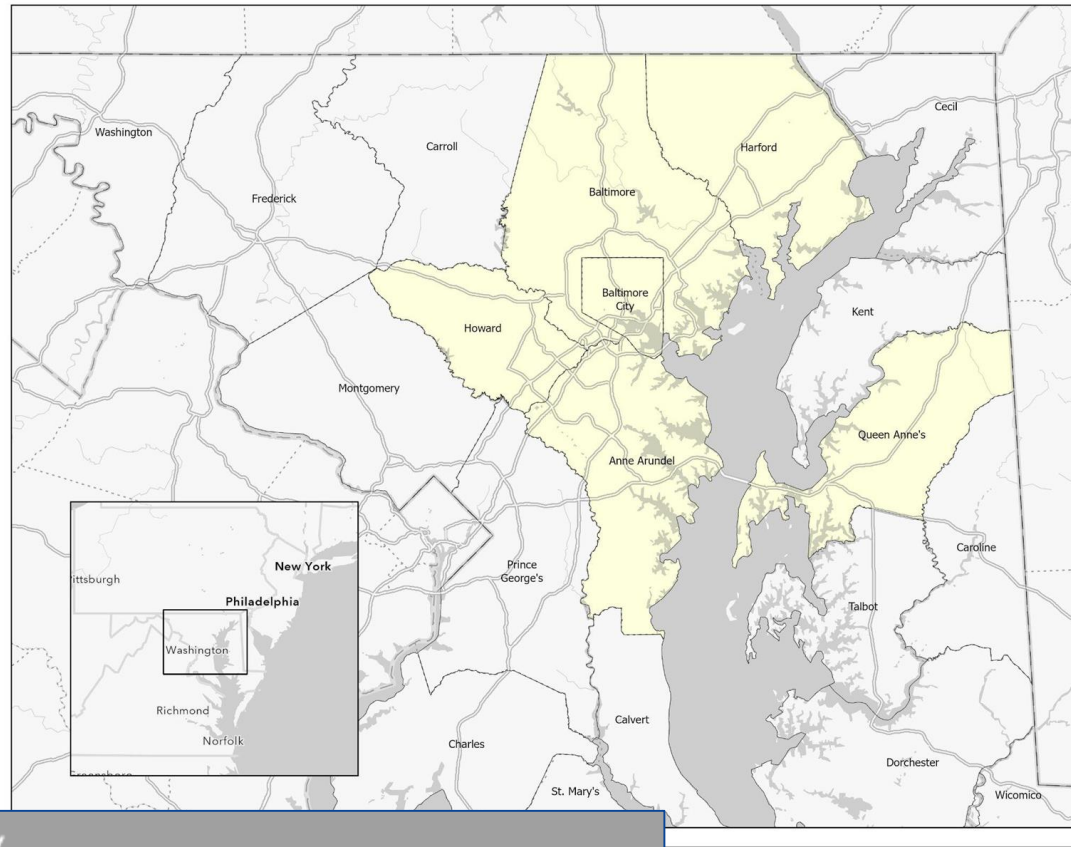 Cecil
Washington
Carroll
Harford
Frederick
Baltimore
Baltimore
City
Kent
Howard
Montgomery
Queen Anne's
Anne Arundel
Caroline
Prince
George's
Talbot
Calvert
Charles
Dorchester
St. Mary's
Wicomico
New York
ittsburgh
Philadelphia
Washington
Richmond
Norfolk